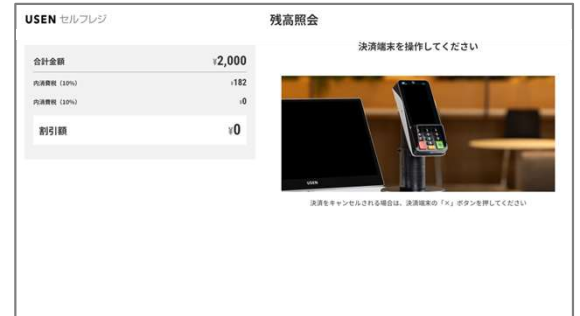 USEN セルフレジ
残高照会
合計金額 ¥2,000
内消費税（10%） ¥182
内消費税（10%） ¥0
割引額 ¥0
決済端末を操作してください
USEN
決済をキャンセルされる場合は、決済端末の「×」ボタンを押してください